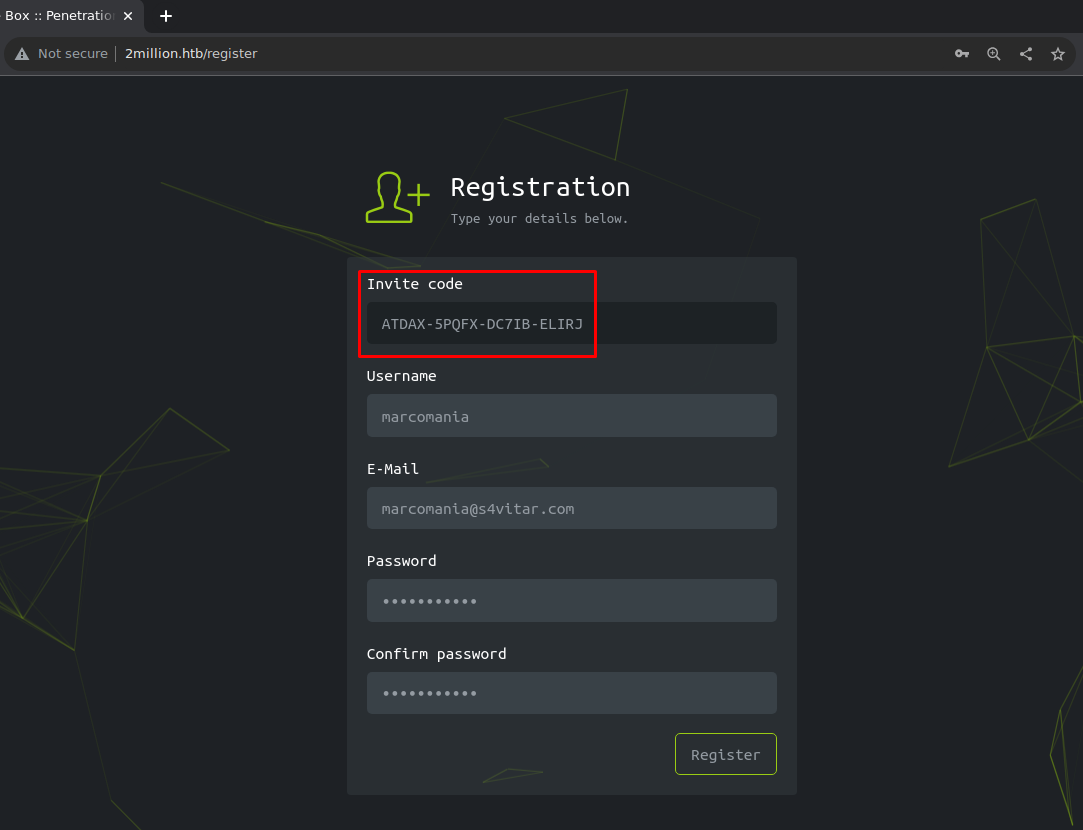 Box :: Penetration
Not secure
2million.htb/register
Registration
Type your details below.
Invite code
ATDAX-5PQFX-DC7IB-ELIRJ
Username
marcomania
E-Mail
marcomania@s4vitar.com
Password
•••••••••••
Confirm password
•••••••••••
Register